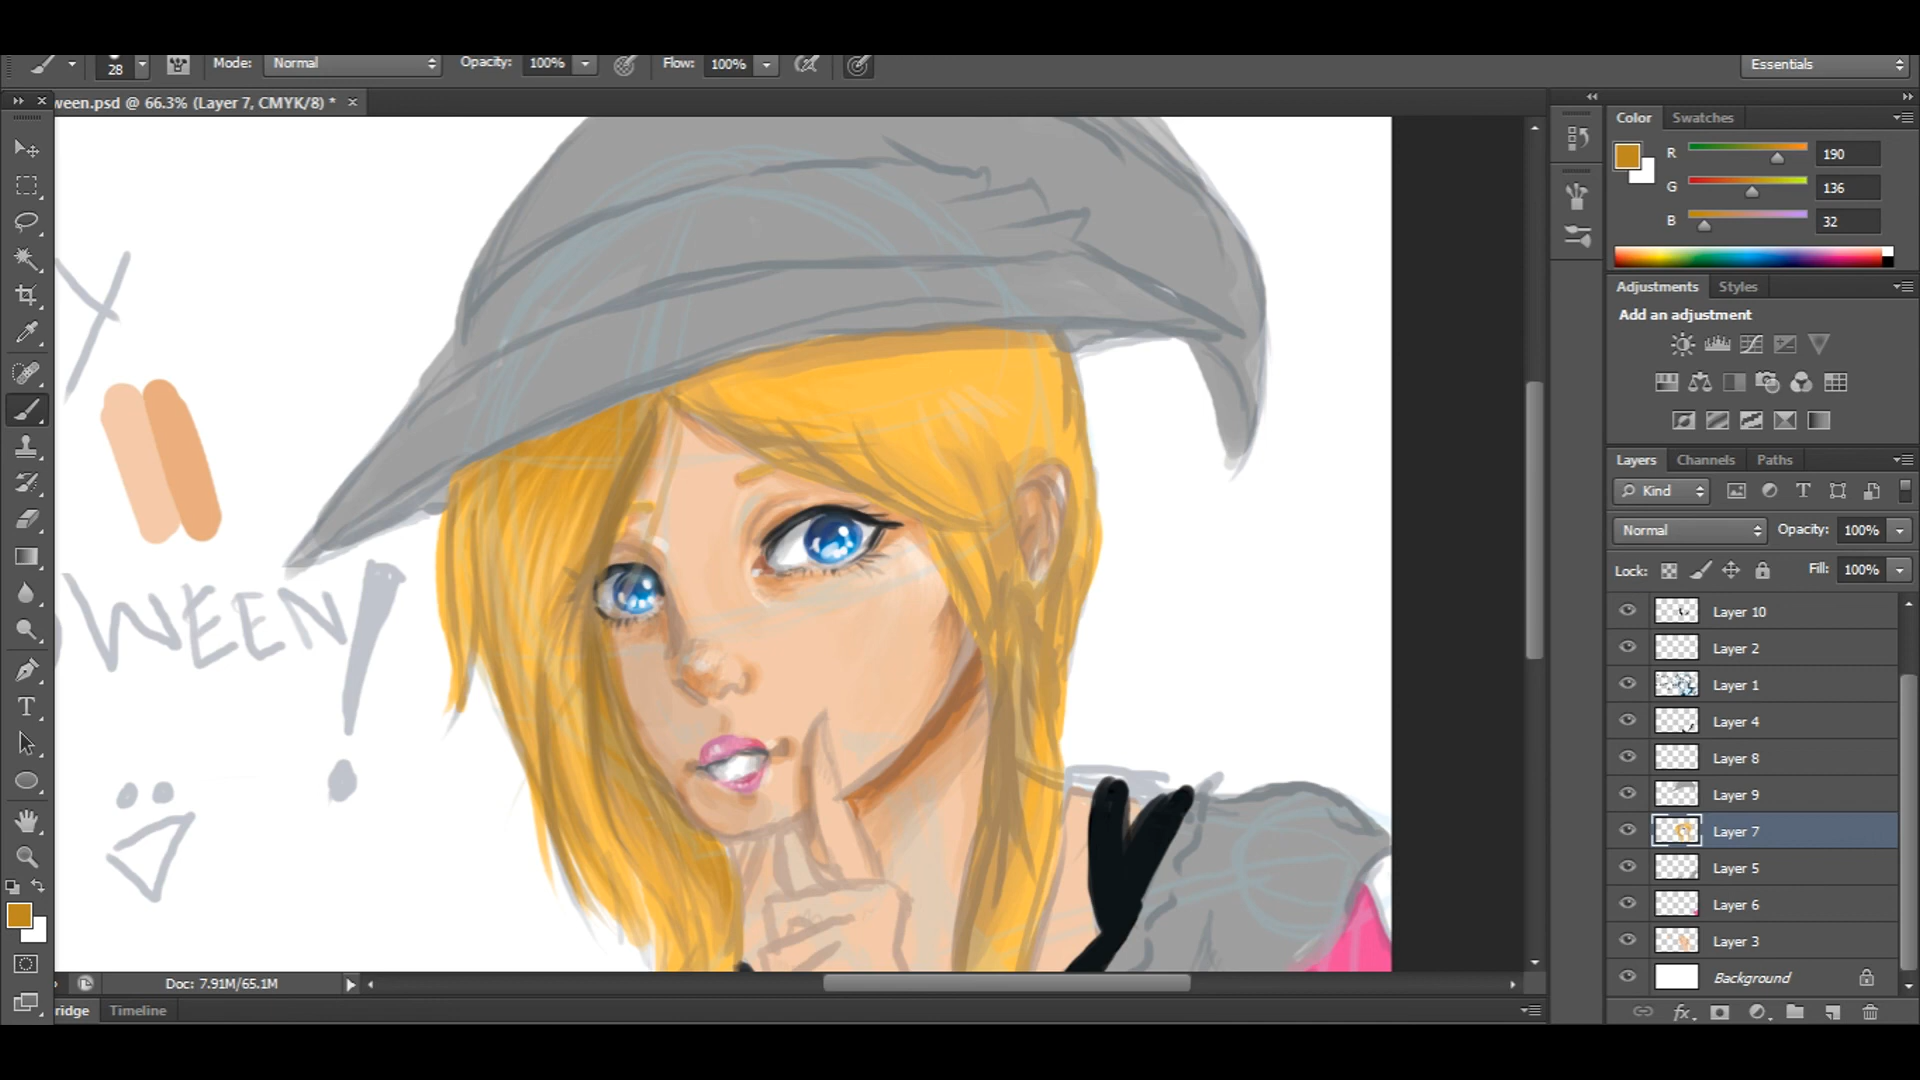 28
Mode: Normal Opacity: 100% Flow: 100% Essentials
ween.psd @ 66.3% (Layer 7, CMYK/8) *
Color Swatches
R 190
G 136
B 32
Adjustments Styles
Add an adjustment
Layers Channels Paths
Kind
Normal Opacity: 100%
Lock: Fill: 100%
Layer 10
Layer 2
Layer 1
Layer 4
Layer 8
Layer 9
Layer 7
Layer 5
Layer 6
Layer 3
Background
Y
WEEN!
Doc: 7.91M/65.1M
ridge Timeline
fx